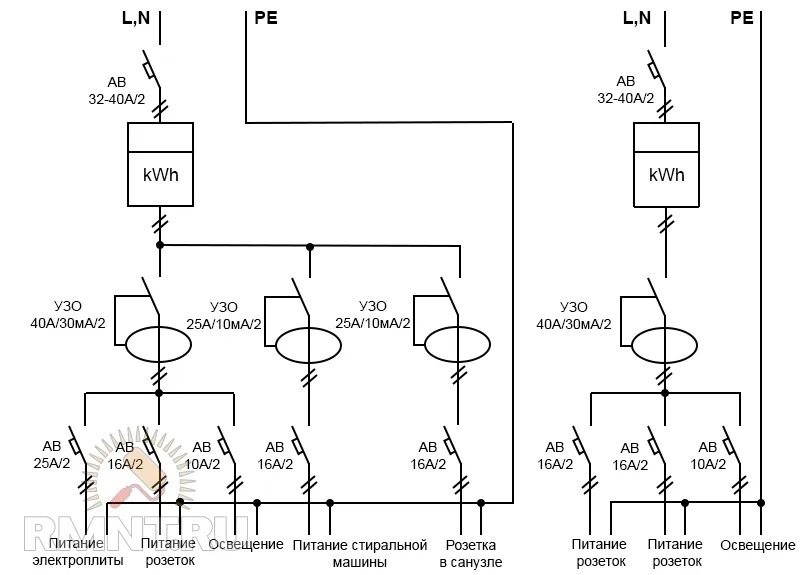 L,N
PE
L,N
PE
АВ
32-40А/2
АВ
32-40А/2
kWh
kWh
УЗО
40А/30мА/2
УЗО
25А/10мА/2
УЗО
25А/10мА/2
УЗО
40А/30мА/2
АВ
25А/2
АВ
16А/2
АВ
10А/2
АВ
16А/2
АВ
16А/2
АВ
16А/2
АВ
16А/2
АВ
10А/2
RMNT.RU
Питание
электроплиты
Питание
розеток
Освещение
Питание стиральной
машины
Розетка
в санузле
Питание
розеток
Питание
розеток
Освещение